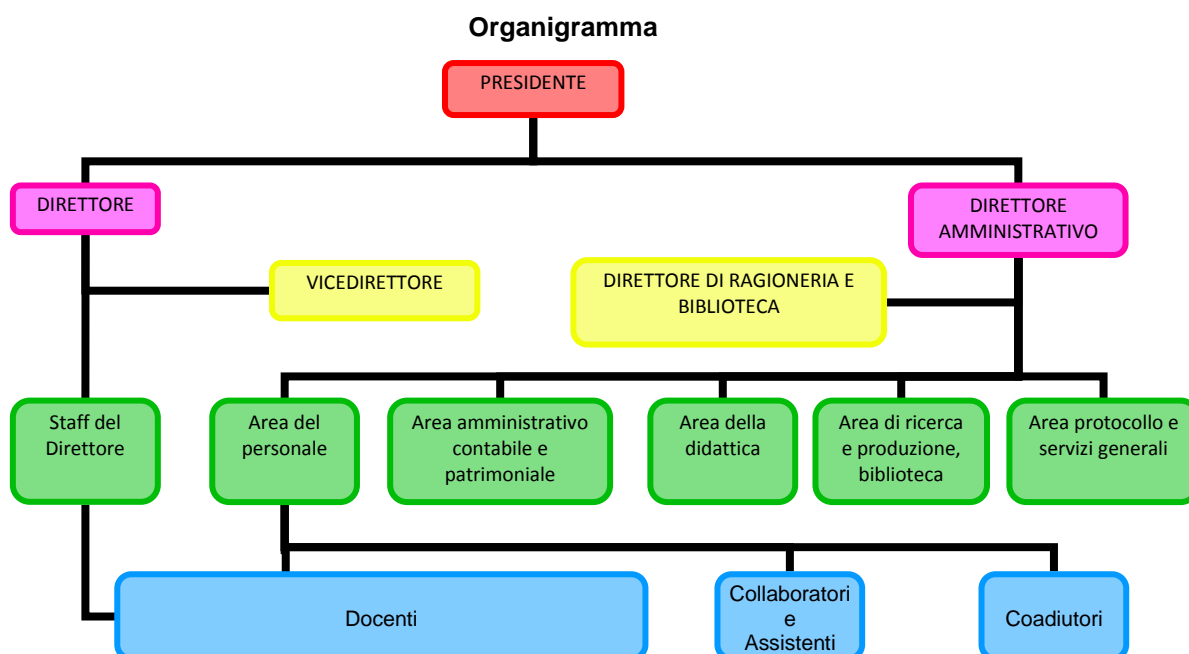 Organigramma
PRESIDENTE
DIRETTORE
DIRETTORE
AMMINISTRATIVO
VICEDIRETTORE
DIRETTORE DI RAGIONERIA E
BIBLIOTECA
Staff del
Direttore
Area del
personale
Area amministrativo
contabile e
patrimoniale
Area della
didattica
Area di ricerca
e produzione,
biblioteca
Area protocollo e
servizi generali
Docenti
Collaboratori
e
Assistenti
Coadiutori